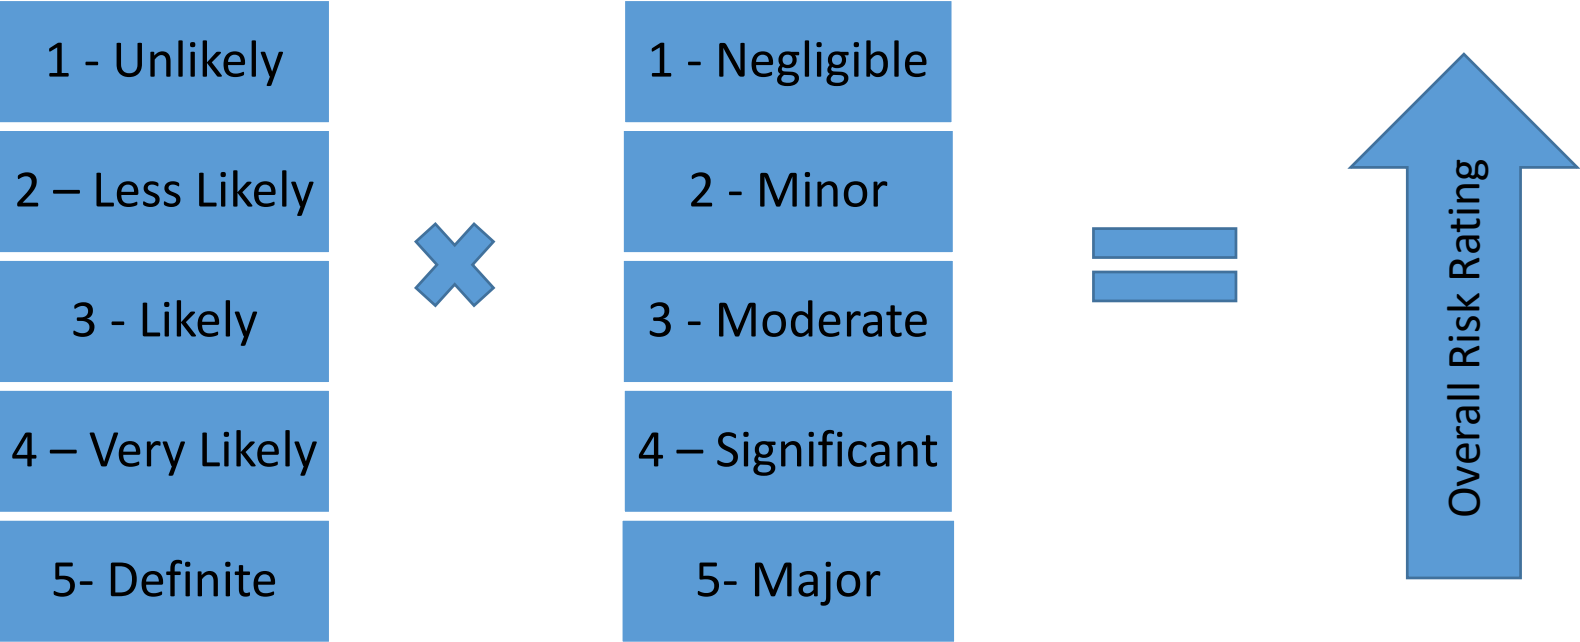 1 - Unlikely
2 – Less Likely
3 - Likely
4 – Very Likely
5- Definite
1 - Negligible
2 - Minor
3 - Moderate
4 – Significant
5- Major
Overall Risk Rating